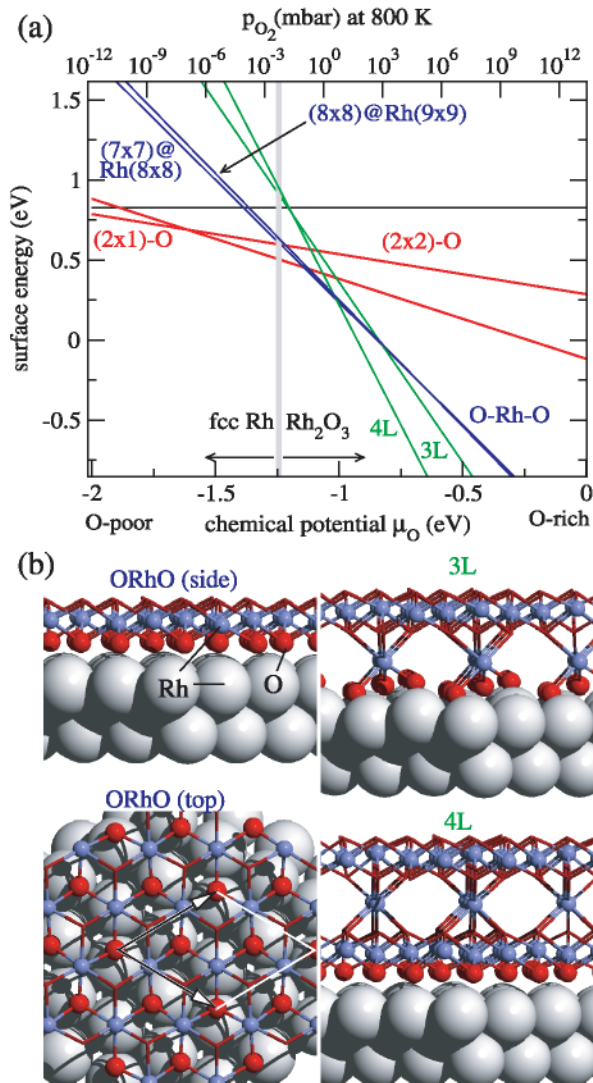 (a)
p_O2(mbar) at 800 K
10^-12 10^-9 10^-6 10^-3 10^0 10^3 10^6 10^9 10^12
1.5
1
0.5
0
-0.5
surface energy (eV)
(7x7)@
Rh(8x8)
(8x8)@Rh(9x9)
(2x1)-O
(2x2)-O
O-Rh-O
4L
3L
fcc Rh
Rh2O3
-2 -1.5 -1 -0.5 0
O-poor chemical potential μ_O (eV) O-rich
(b)
ORhO (side)
3L
Rh
O
ORhO (top)
4L